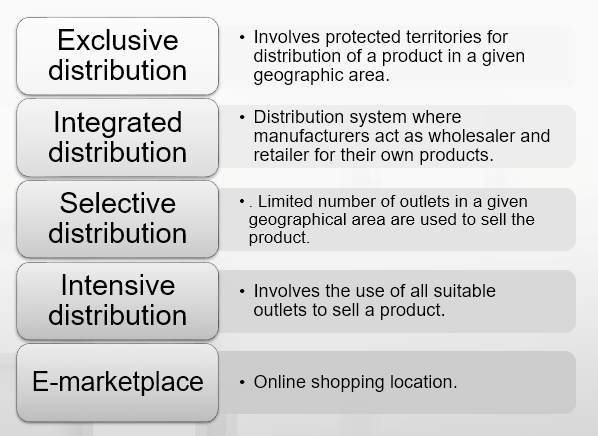 Exclusive
distribution
• Involves protected territories for
distribution of a product in a given
geographic area.
Integrated
distribution
• Distribution system where
manufacturers act as wholesaler and
retailer for their own products.
Selective
distribution
• . Limited number of outlets in a given
geographical area are used to sell the
product.
Intensive
distribution
• Involves the use of all suitable
outlets to sell a product.
E-marketplace
• Online shopping location.